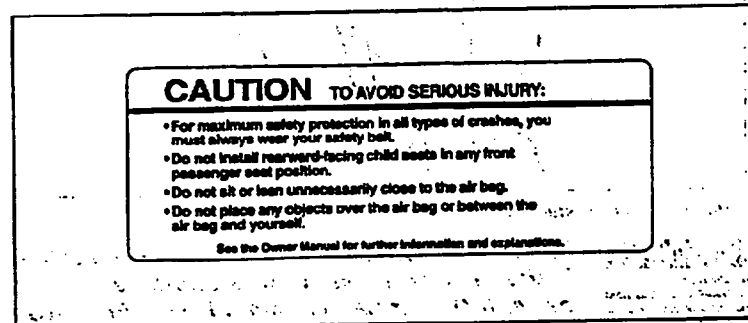 CAUTION TO AVOID SERIOUS INJURY:
• For maximum safety protection in all types of crashes, you
must always wear your safety belt.
• Do not install rearward-facing child seats in any front
passenger seat position.
• Do not sit or lean unnecessarily close to the air bag.
• Do not place any objects over the air bag or between the
air bag and yourself.
See the Owner Manual for further information and explanations.